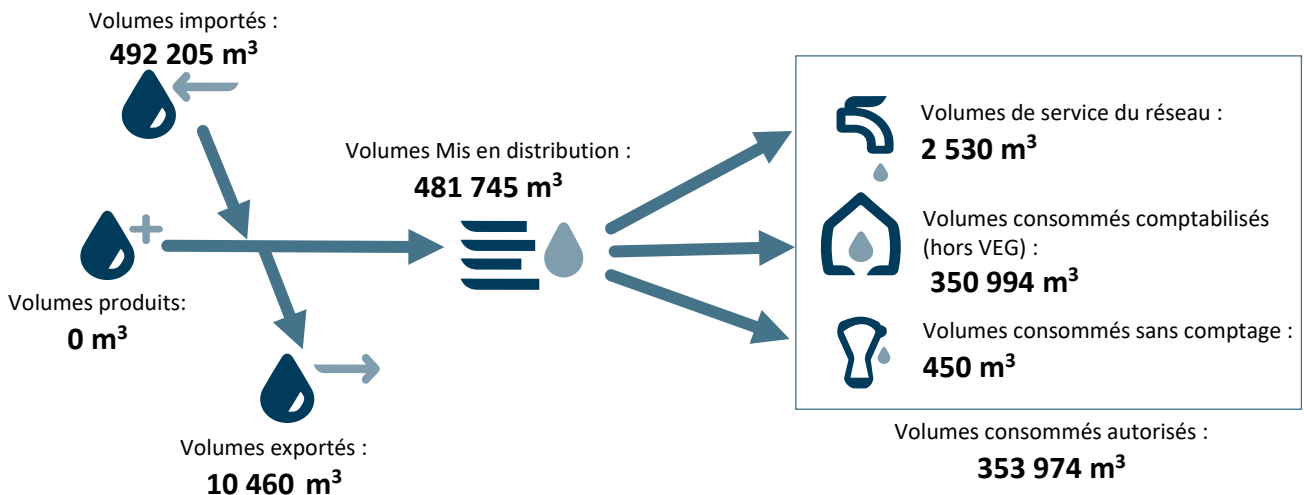 Volumes importés :
492 205 m³
Volumes produits:
0 m³
Volumes exportés :
10 460 m³
Volumes Mis en distribution :
481 745 m³
Volumes de service du réseau :
2 530 m³
Volumes consommés comptabilisés
(hors VEG) :
350 994 m³
Volumes consommés sans comptage :
450 m³
Volumes consommés autorisés :
353 974 m³